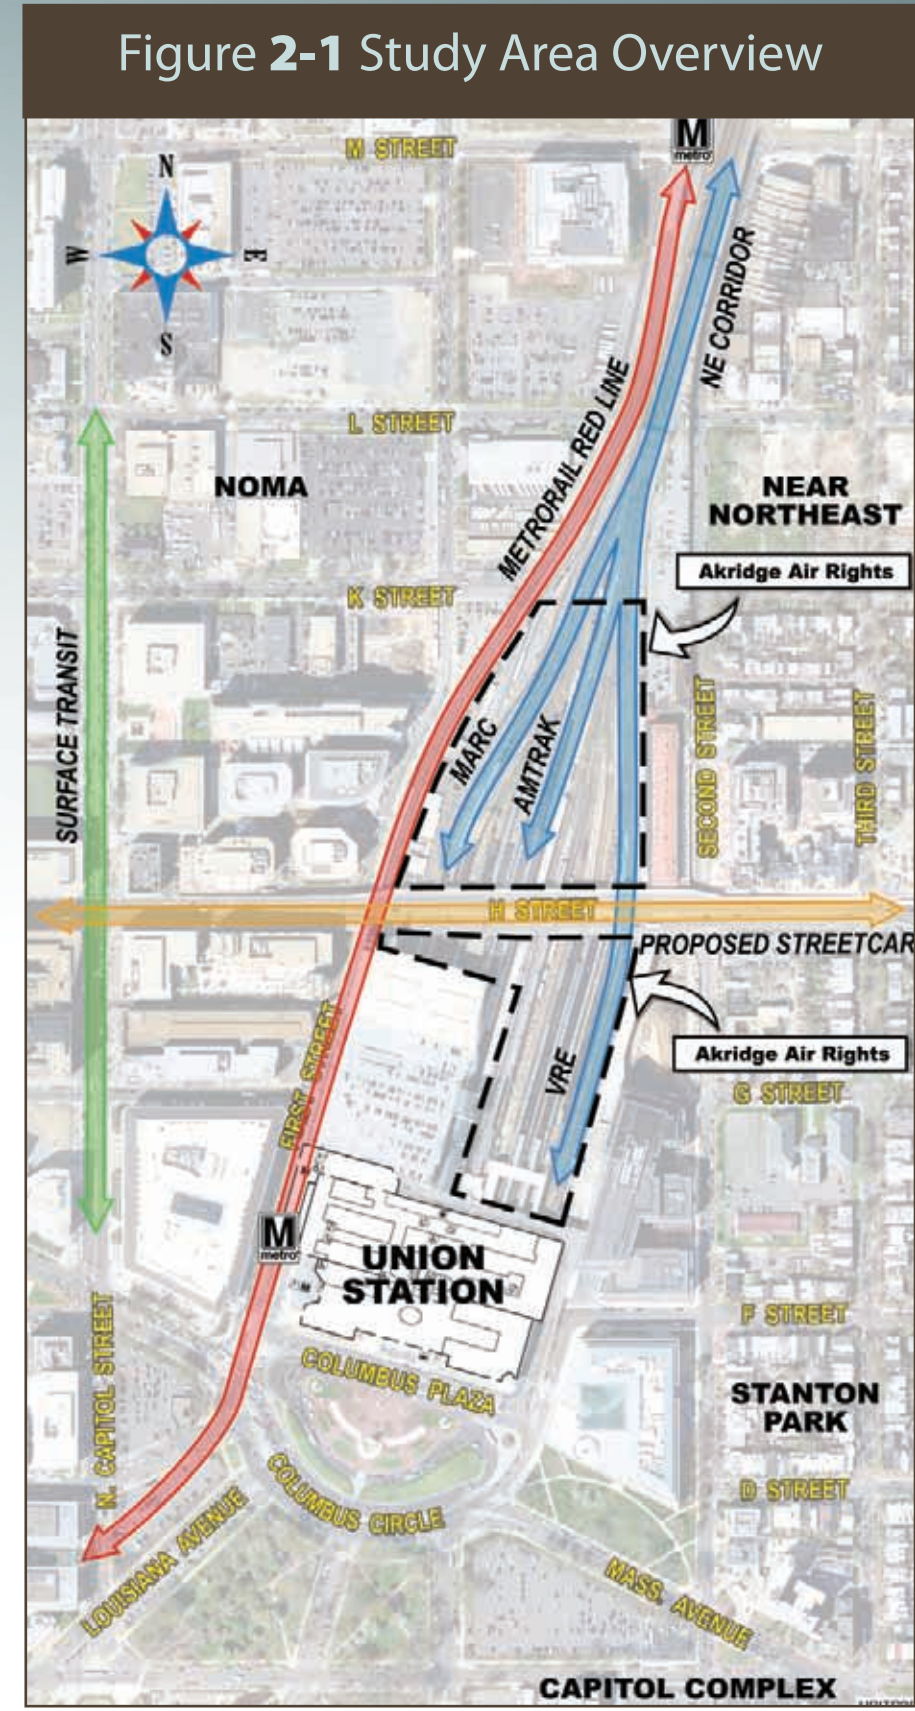 Figure 2-1 Study Area Overview
M STREET
M
metro
N
W
E
S
NE CORRIDOR
METRORAIL RED LINE
L STREET
NOMA
NEAR
NORTHEAST
Akridge Air Rights
K STREET
SURFACE TRANSIT
MARC
AMTRAK
SECOND STREET
THIRD STREET
H STREET
PROPOSED STREETCAR
Akridge Air Rights
FIRST STREET
VRE
G STREET
M
metro
UNION
STATION
F STREET
COLUMBUS PLAZA
STANTON
PARK
N. CAPITOL STREET
COLUMBUS CIRCLE
D STREET
LOUISIANA AVENUE
MASS. AVENUE
CAPITOL COMPLEX